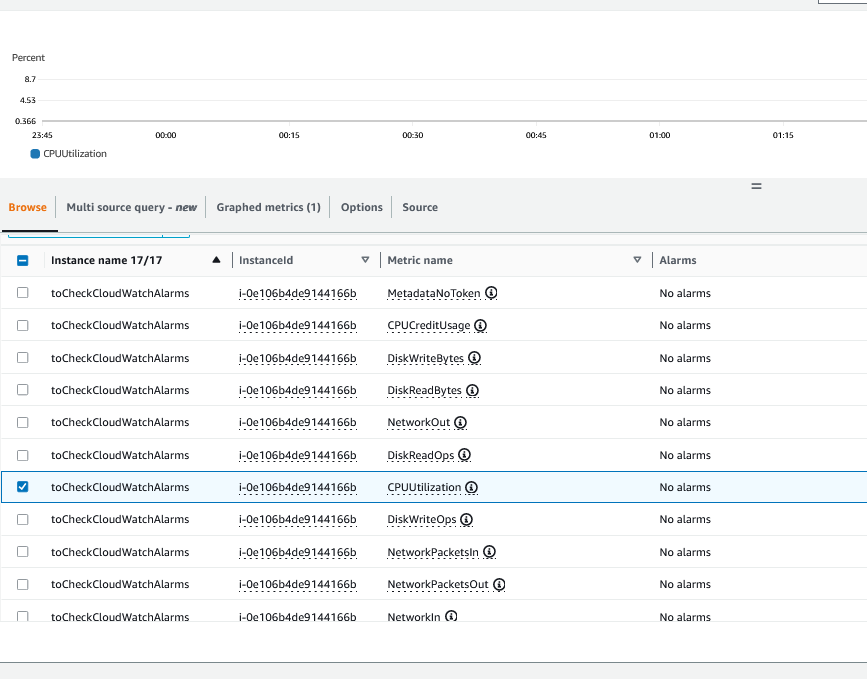 Percent
8.7
4.53
0.366
23:45 00:00 00:15 00:30 00:45 01:00 01:15
CPUUtilization
Browse Multi source query - new Graphed metrics (1) Options Source
Instance name 17/17 InstanceId Metric name Alarms
toCheckCloudWatchAlarms i-0e106b4de9144166b MetadataNoToken No alarms
toCheckCloudWatchAlarms i-0e106b4de9144166b CPUCreditUsage No alarms
toCheckCloudWatchAlarms i-0e106b4de9144166b DiskWriteBytes No alarms
toCheckCloudWatchAlarms i-0e106b4de9144166b DiskReadBytes No alarms
toCheckCloudWatchAlarms i-0e106b4de9144166b NetworkOut No alarms
toCheckCloudWatchAlarms i-0e106b4de9144166b DiskReadOps No alarms
toCheckCloudWatchAlarms i-0e106b4de9144166b CPUUtilization No alarms
toCheckCloudWatchAlarms i-0e106b4de9144166b DiskWriteOps No alarms
toCheckCloudWatchAlarms i-0e106b4de9144166b NetworkPacketsIn No alarms
toCheckCloudWatchAlarms i-0e106b4de9144166b NetworkPacketsOut No alarms
toCheckCloudWatchAlarms i-0e106b4de9144166b NetworkIn No alarms